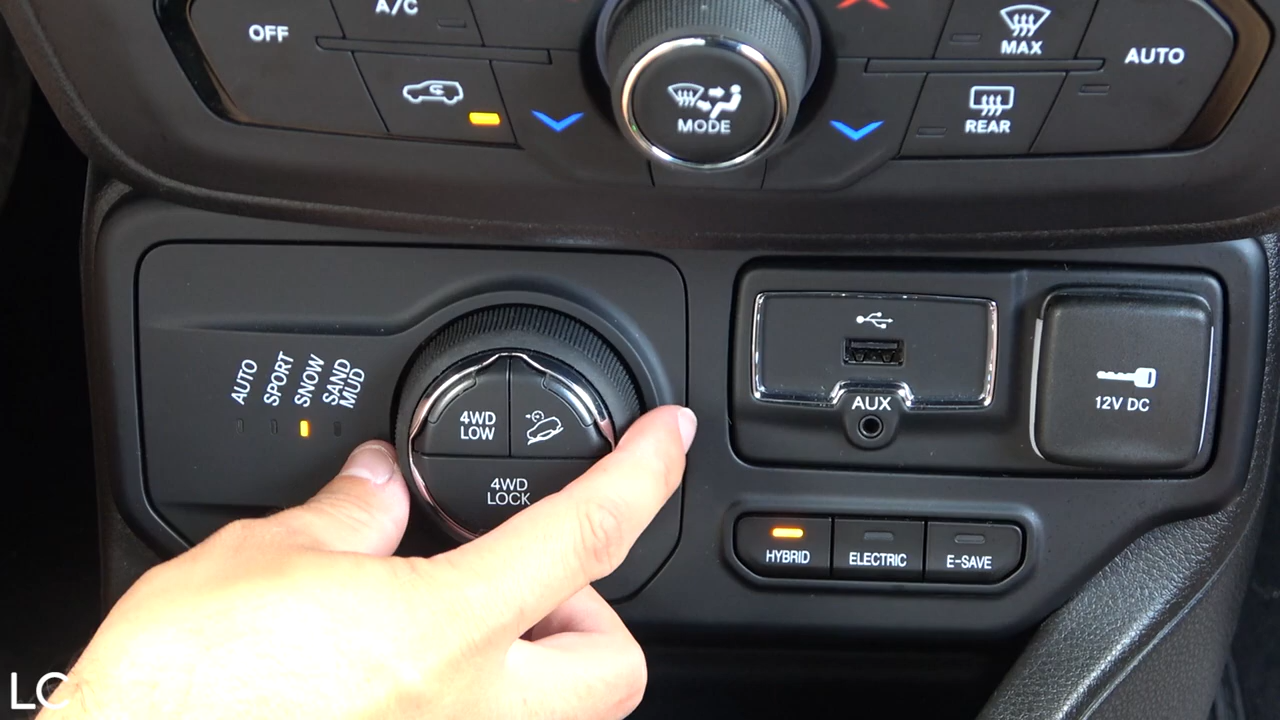 OFF
A/C
MODE
MAX
REAR
AUTO
AUTO
SPORT
SNOW
SAND
MUD
4WD
LOW
4WD
LOCK
AUX
12V DC
HYBRID
ELECTRIC
E-SAVE
LC